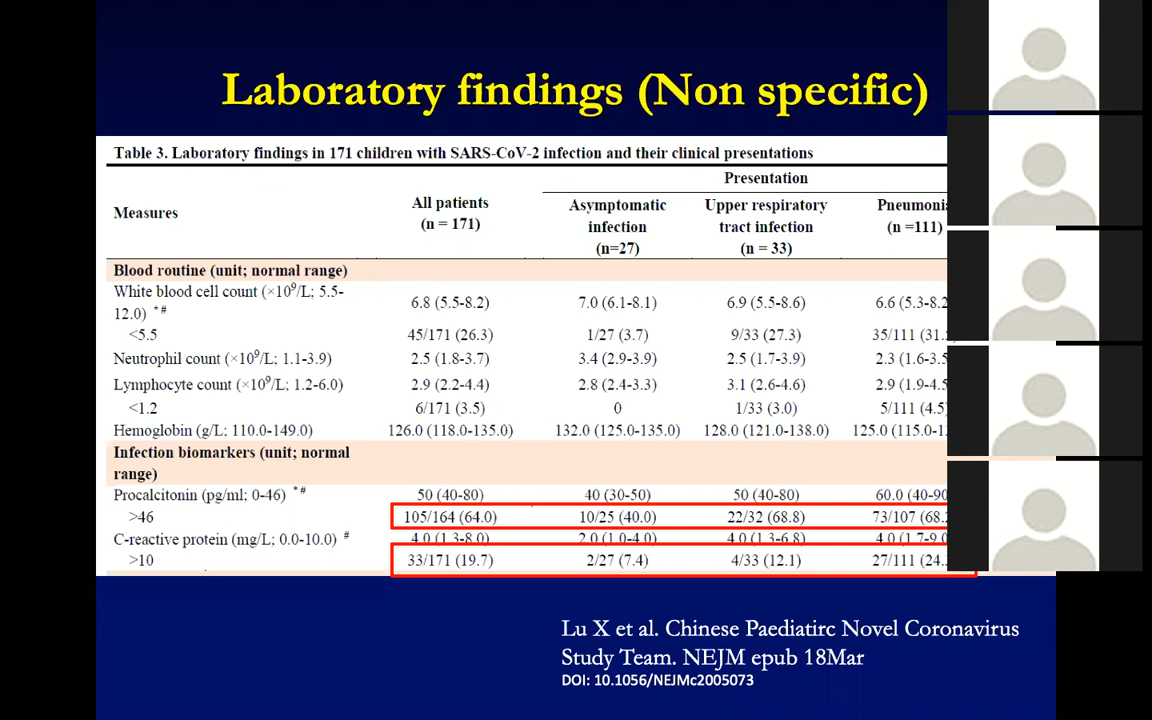 Laboratory findings (Non specific)
Table 3. Laboratory findings in 171 children with SARS-CoV-2 infection and their clinical presentations
Presentation
Measures
All patients
(n = 171)
Asymptomatic
infection
(n=27)
Upper respiratory
tract infection
(n = 33)
Pneumonia
(n =111)
Blood routine (unit; normal range)
White blood cell count (×10⁹/L; 5.5-
12.0) *# 6.8 (5.5-8.2) 7.0 (6.1-8.1) 6.9 (5.5-8.6) 6.6 (5.3-8.2
<5.5 45/171 (26.3) 1/27 (3.7) 9/33 (27.3) 35/111 (31.
Neutrophil count (×10⁹/L; 1.1-3.9) 2.5 (1.8-3.7) 3.4 (2.9-3.9) 2.5 (1.7-3.9) 2.3 (1.6-3.5
Lymphocyte count (×10⁹/L; 1.2-6.0) 2.9 (2.2-4.4) 2.8 (2.4-3.3) 3.1 (2.6-4.6) 2.9 (1.9-4.5
<1.2 6/171 (3.5) 0 1/33 (3.0) 5/111 (4.5)
Hemoglobin (g/L; 110.0-149.0) 126.0 (118.0-135.0) 132.0 (125.0-135.0) 128.0 (121.0-138.0) 125.0 (115.0-1
Infection biomarkers (unit; normal
range)
Procalcitonin (pg/ml; 0-46) *# 50 (40-80) 40 (30-50) 50 (40-80) 60.0 (40-90
>46 105/164 (64.0) 10/25 (40.0) 22/32 (68.8) 73/107 (68.
C-reactive protein (mg/L; 0.0-10.0) # 4.0 (1.3-8.0) 2.0 (1.0-4.0) 4.0 (1.3-6.8) 4.0 (1.7-9.0
>10 33/171 (19.7) 2/27 (7.4) 4/33 (12.1) 27/111 (24.
Lu X et al. Chinese Paediatirc Novel Coronavirus
Study Team. NEJM epub 18Mar
DOI: 10.1056/NEJMc2005073